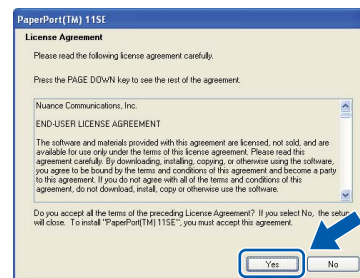 PaperPort(TM) 11SE
License Agreement
Please read the following license agreement carefully.
Press the PAGE DOWN key to see the rest of the agreement.
Nuance Communications, Inc.
END-USER LICENSE AGREEMENT
The software and materials provided with this agreement are licensed, not sold, and are
available for use only under the terms of this license agreement. Please read this
agreement carefully. By downloading, installing, copying, or otherwise using the software,
you agree to be bound by the terms and conditions of this agreement and become a party
to this agreement. If you do not agree with all of the terms and conditions of this
agreement, do not download, install, copy or otherwise use the software.
Do you accept all the terms of the preceding License Agreement? If you select No, the setup
will close. To install "PaperPort(TM) 11SE", you must accept this agreement.
Yes
No